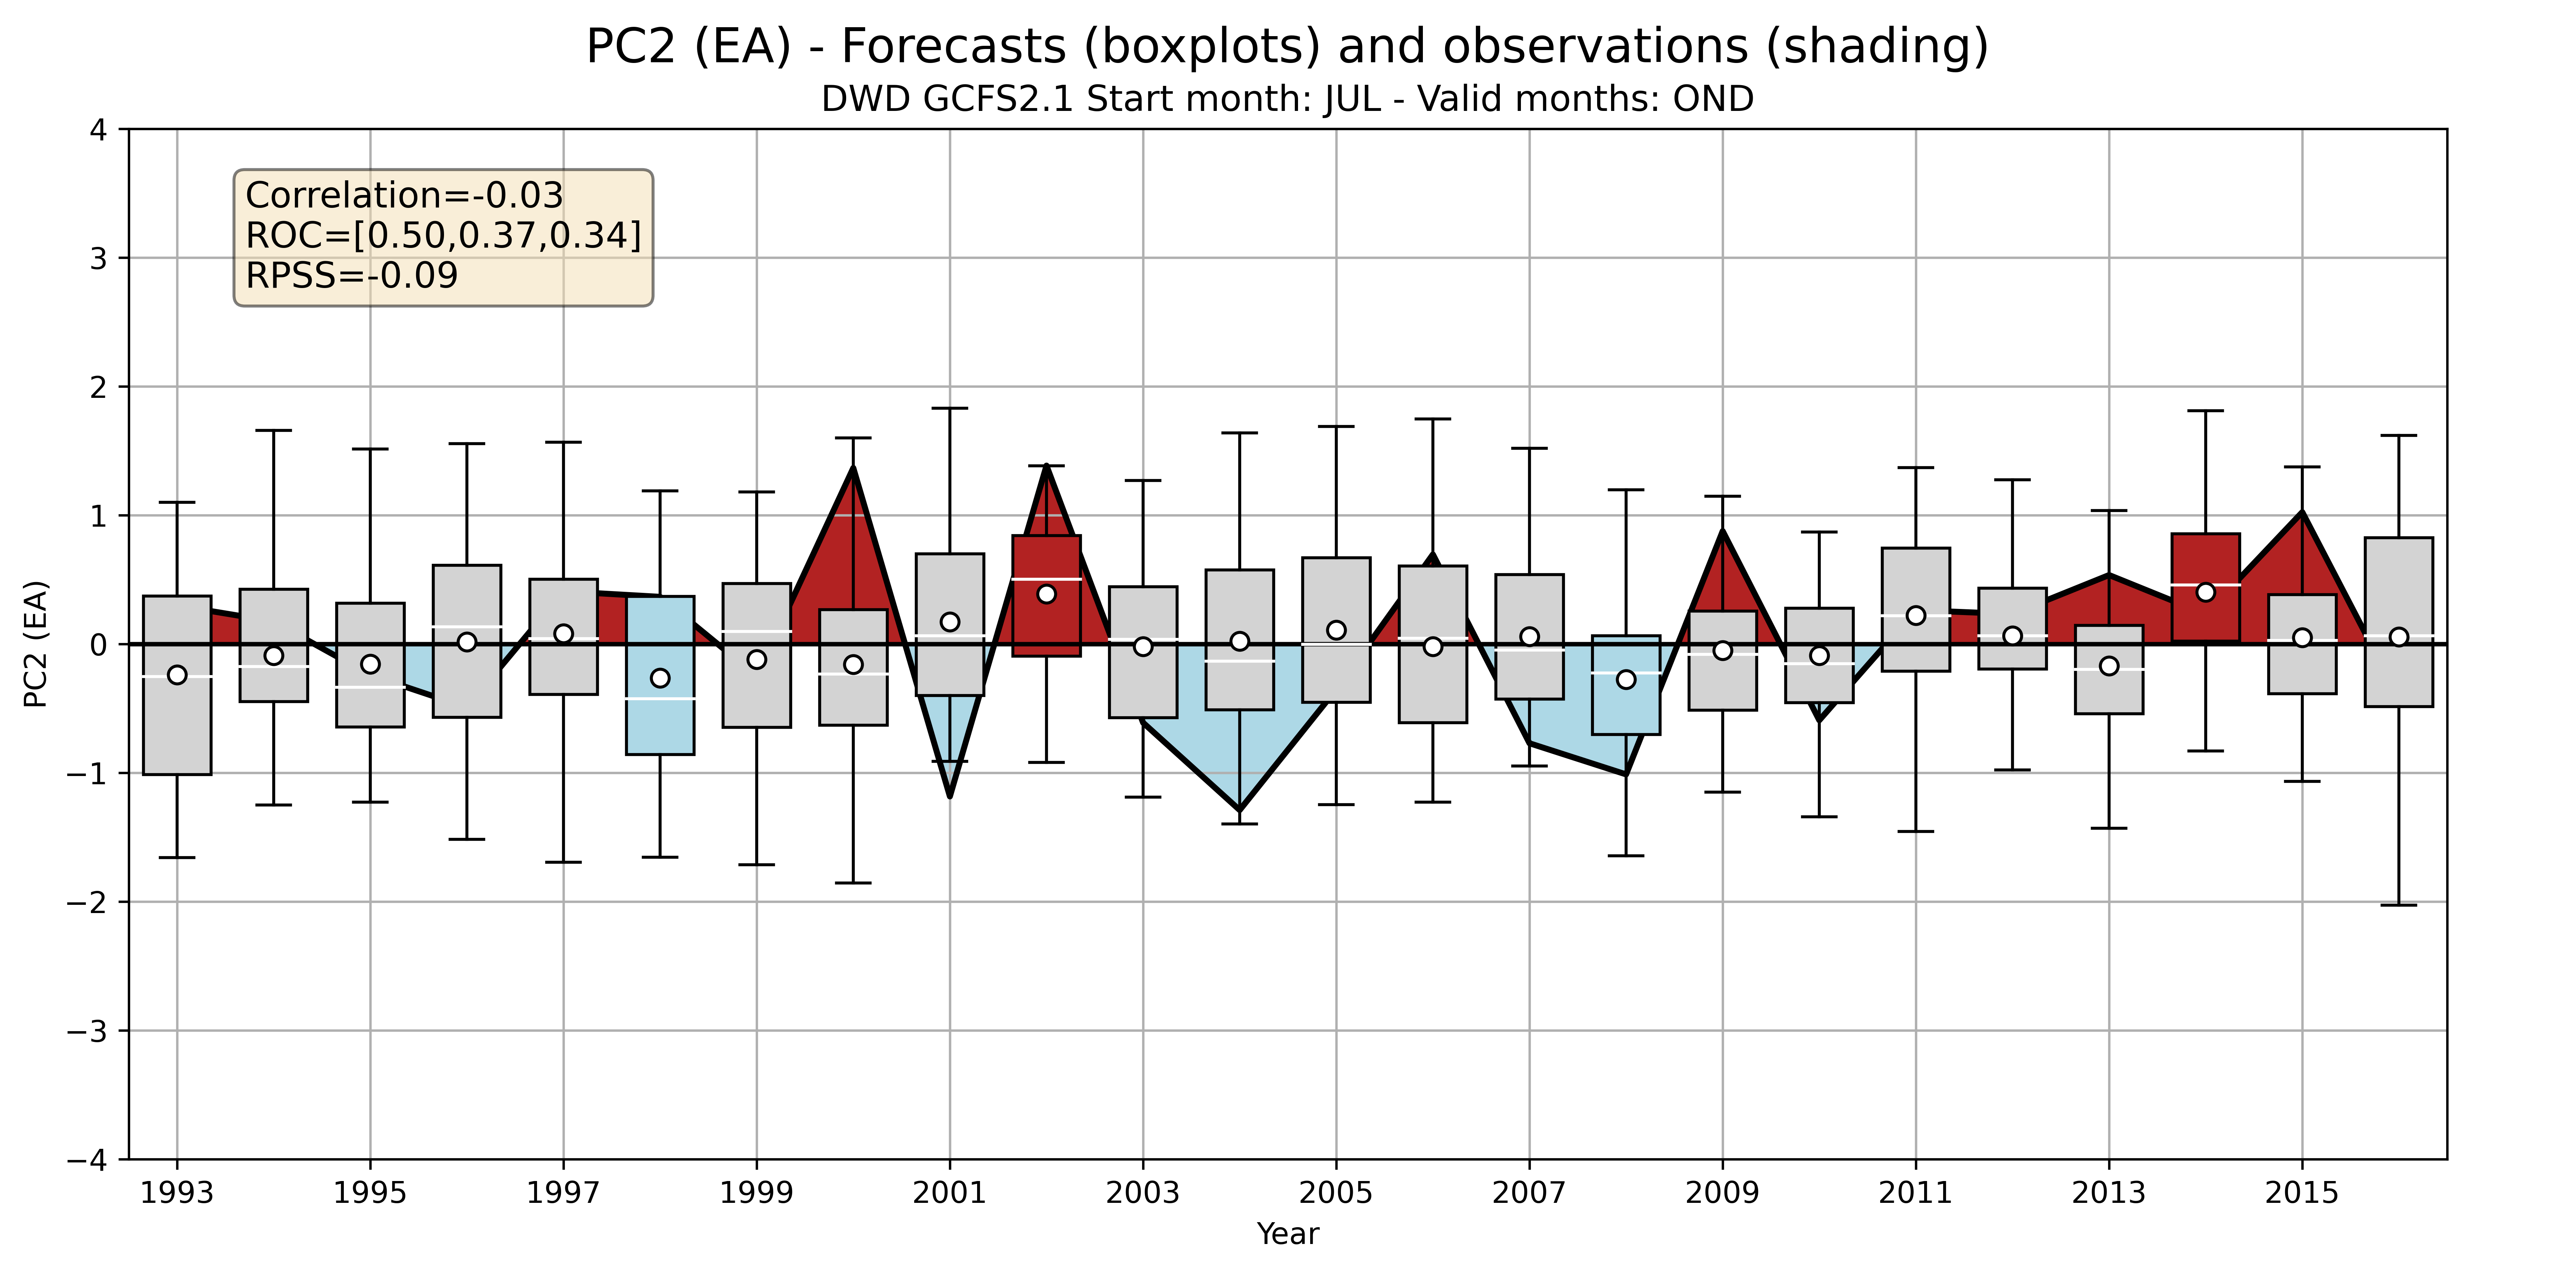 PC2 (EA) - Forecasts (boxplots) and observations (shading)
DWD GCFS2.1 Start month: JUL - Valid months: OND
Correlation=-0.03
ROC=[0.50,0.37,0.34]
RPSS=-0.09
PC2 (EA)
4
3
2
1
0
−1
−2
−3
−4
1993 1995 1997 1999 2001 2003 2005 2007 2009 2011 2013 2015
Year